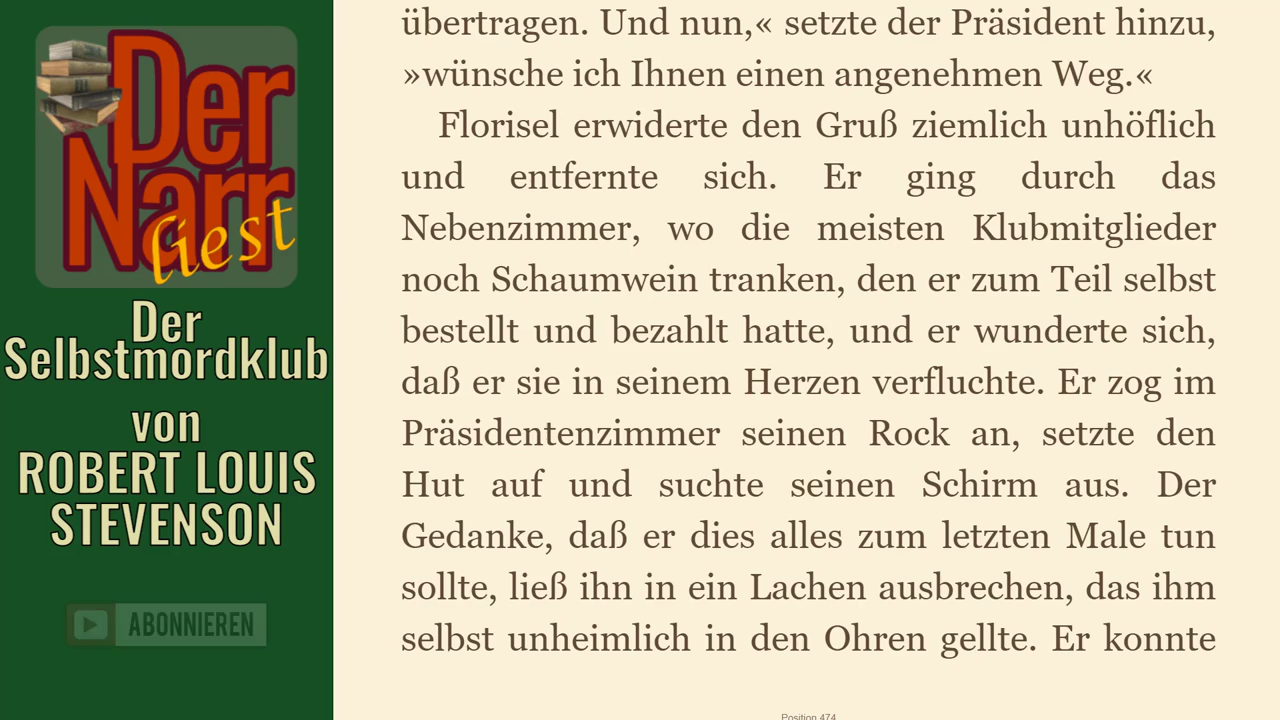 Der
Narr
liest
Der
Selbstmordklub
von
ROBERT LOUIS
STEVENSON
ABONNIEREN
übertragen. Und nun,« setzte der Präsident hinzu,
»wünsche ich Ihnen einen angenehmen Weg.«
Florisel erwiderte den Gruß ziemlich unhöflich
und entfernte sich. Er ging durch das
Nebenzimmer, wo die meisten Klubmitglieder
noch Schaumwein tranken, den er zum Teil selbst
bestellt und bezahlt hatte, und er wunderte sich,
daß er sie in seinem Herzen verfluchte. Er zog im
Präsidentenzimmer seinen Rock an, setzte den
Hut auf und suchte seinen Schirm aus. Der
Gedanke, daß er dies alles zum letzten Male tun
sollte, ließ ihn in ein Lachen ausbrechen, das ihm
selbst unheimlich in den Ohren gellte. Er konnte
Position 474